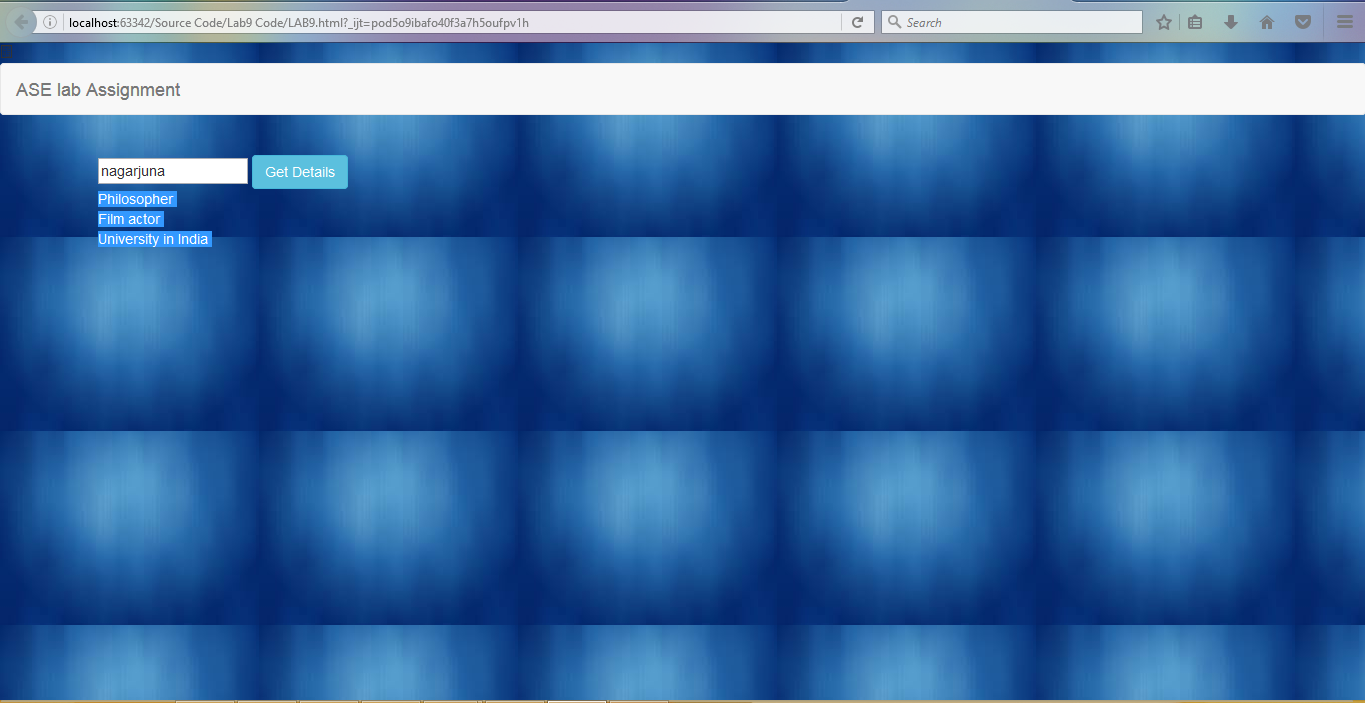 localhost:63342/Source Code/Lab9 Code/LAB9.html?_ijt=pod5o9ibafo40f3a7h5oufpv1h
Search
ASE lab Assignment
nagarjuna Get Details
Philosopher
Film actor
University in India